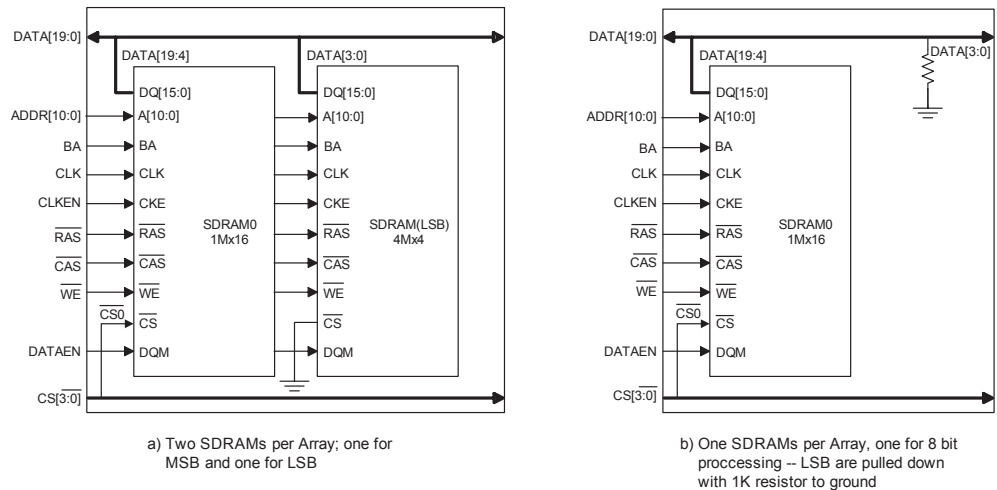 DATA[19:0]
DATA[19:4]
DATA[3:0]
DQ[15:0]
DQ[15:0]
ADDR[10:0]
A[10:0]
A[10:0]
BA
BA
BA
CLK
CLK
CLK
CLKEN
CKE
CKE
SDRAM0
1Mx16
SDRAM(LSB)
4Mx4
RAS
RAS
RAS
CAS
CAS
CAS
WE
WE
WE
CS0
CS
CS
DATAEN
DQM
DQM
CS[3:0]
a) Two SDRAMs per Array; one for
MSB and one for LSB
DATA[19:0]
DATA[19:4]
DATA[3:0]
DQ[15:0]
ADDR[10:0]
A[10:0]
BA
BA
CLK
CLK
CLKEN
CKE
SDRAM0
1Mx16
RAS
RAS
CAS
CAS
WE
WE
CS0
CS
DATAEN
DQM
CS[3:0]
b) One SDRAMs per Array, one for 8 bit
proccessing -- LSB are pulled down
with 1K resistor to ground